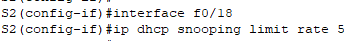 S2(config-if)#interface f0/18
S2(config-if)#ip dhcp snooping limit rate 5